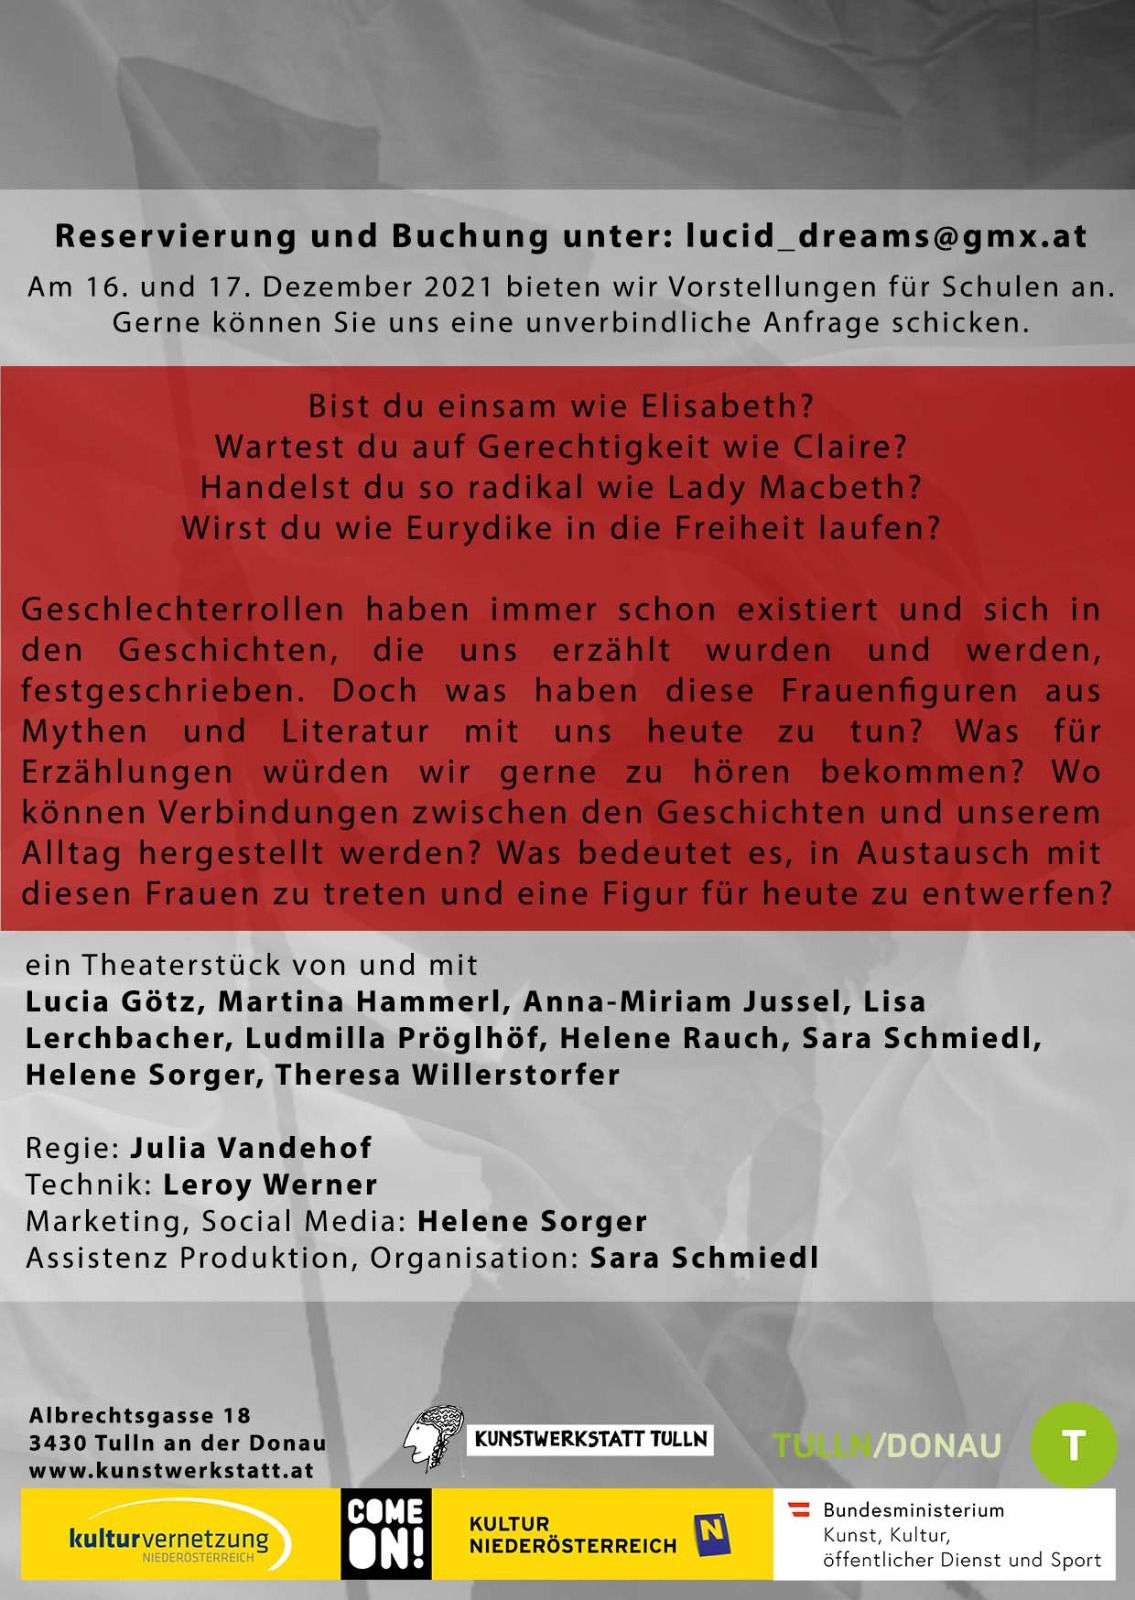 Reservierung und Buchung unter: lucid_dreams@gmx.at
Am 16. und 17. Dezember 2021 bieten wir Vorstellungen für Schulen an.
Gerne können Sie uns eine unverbindliche Anfrage schicken.
Bist du einsam wie Elisabeth?
Wartest du auf Gerechtigkeit wie Claire?
Handelst du so radikal wie Lady Macbeth?
Wirst du wie Eurydike in die Freiheit laufen?
Geschlechterrollen haben immer schon existiert und sich in
den Geschichten, die uns erzählt wurden und werden,
festgeschrieben. Doch was haben diese Frauenfiguren aus
Mythen und Literatur mit uns heute zu tun? Was für
Erzählungen würden wir gerne zu hören bekommen? Wo
können Verbindungen zwischen den Geschichten und unserem
Alltag hergestellt werden? Was bedeutet es, in Austausch mit
diesen Frauen zu treten und eine Figur für heute zu entwerfen?
ein Theaterstück von und mit
Lucia Götz, Martina Hammerl, Anna-Miriam Jussel, Lisa
Lerchbacher, Ludmilla Pröglhöf, Helene Rauch, Sara Schmiedl,
Helene Sorger, Theresa Willerstorfer
Regie: Julia Vandehof
Technik: Leroy Werner
Marketing, Social Media: Helene Sorger
Assistenz Produktion, Organisation: Sara Schmiedl
Albrechtsgasse 18
3430 Tulln an der Donau
www.kunstwerkstatt.at
KUNSTWERKSTATT TULLN
TULLN/DONAU
T
kulturvernetzung
NIEDERÖSTERREICH
COME
ON!
KULTUR
NIEDERÖSTERREICH
N
Bundesministerium
Kunst, Kultur,
öffentlicher Dienst und Sport